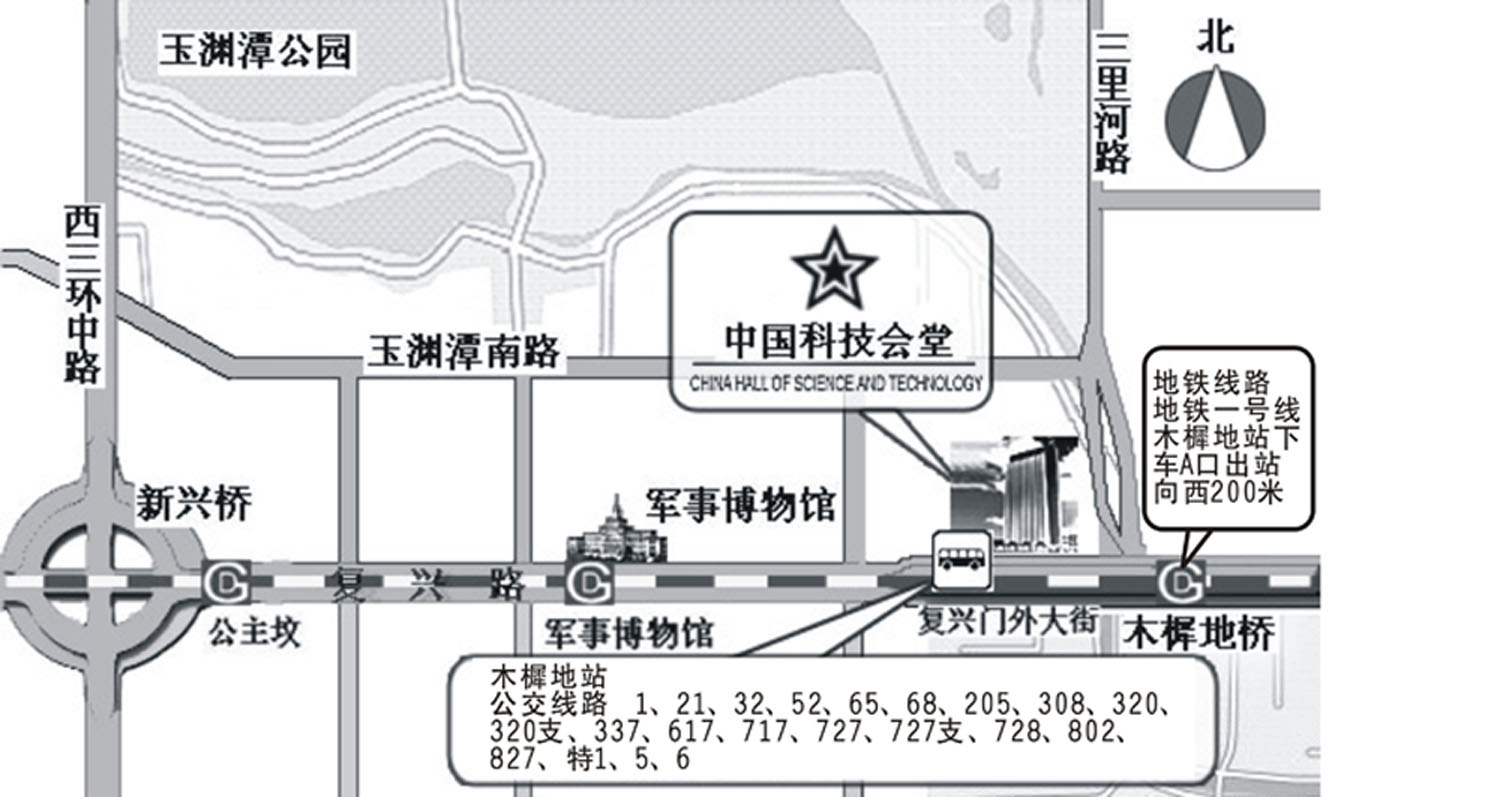 玉渊潭公园
三里河路
北
西三环中路
中国科技会堂
CHINA HALL OF SCIENCE AND TECHNOLOGY
玉渊潭南路
地铁线路
地铁一号线
木樨地站下
车A口出站
向西200米
新兴桥
军事博物馆
复兴路
公主坟
军事博物馆
复兴门外大街
木樨地桥
木樨地站
公交线路 1、21、32、52、65、68、205、308、320、
320支、337、617、717、727、727支、728、802、
827、特1、5、6